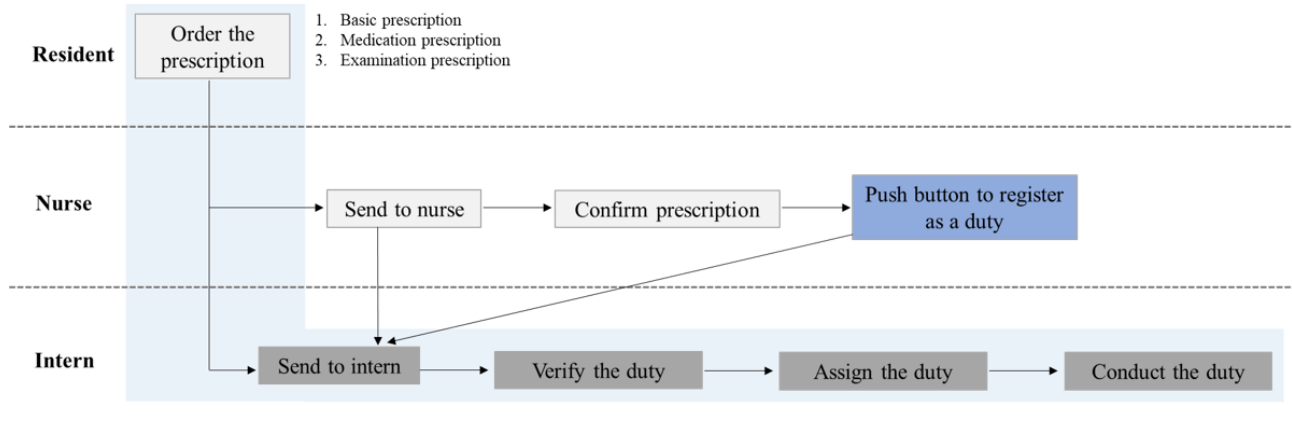 Resident
Order the
prescription
1. Basic prescription
2. Medication prescription
3. Examination prescription
Nurse
Send to nurse
Confirm prescription
Push button to register
as a duty
Intern
Send to intern
Verify the duty
Assign the duty
Conduct the duty